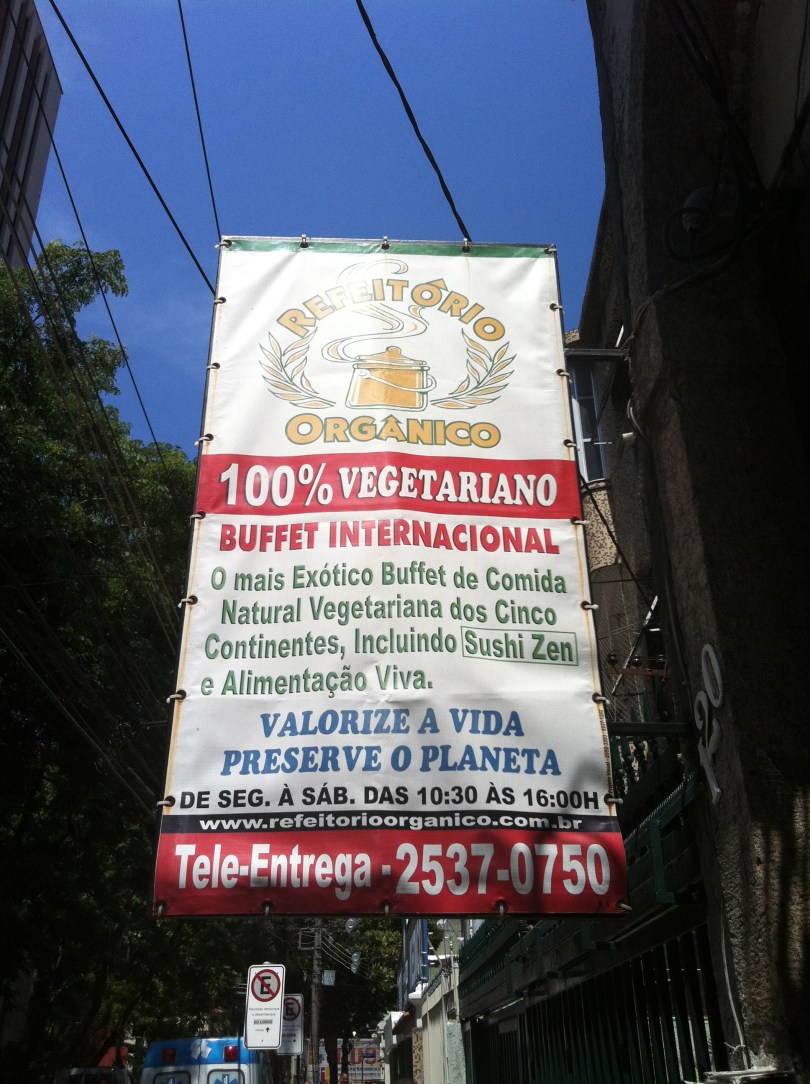 REFEITÓRIO
ORGÂNICO
100% VEGETARIANO
BUFFET INTERNACIONAL
O mais Exótico Buffet de Comida
Natural Vegetariana dos Cinco
Continentes, Incluindo Sushi Zen
e Alimentação Viva.
VALORIZE A VIDA
PRESERVE O PLANETA
DE SEG. À SÁB. DAS 10:30 ÀS 16:00H
www.refeitorioorganico.com.br
Tele-Entrega - 2537-0750
120
E
E